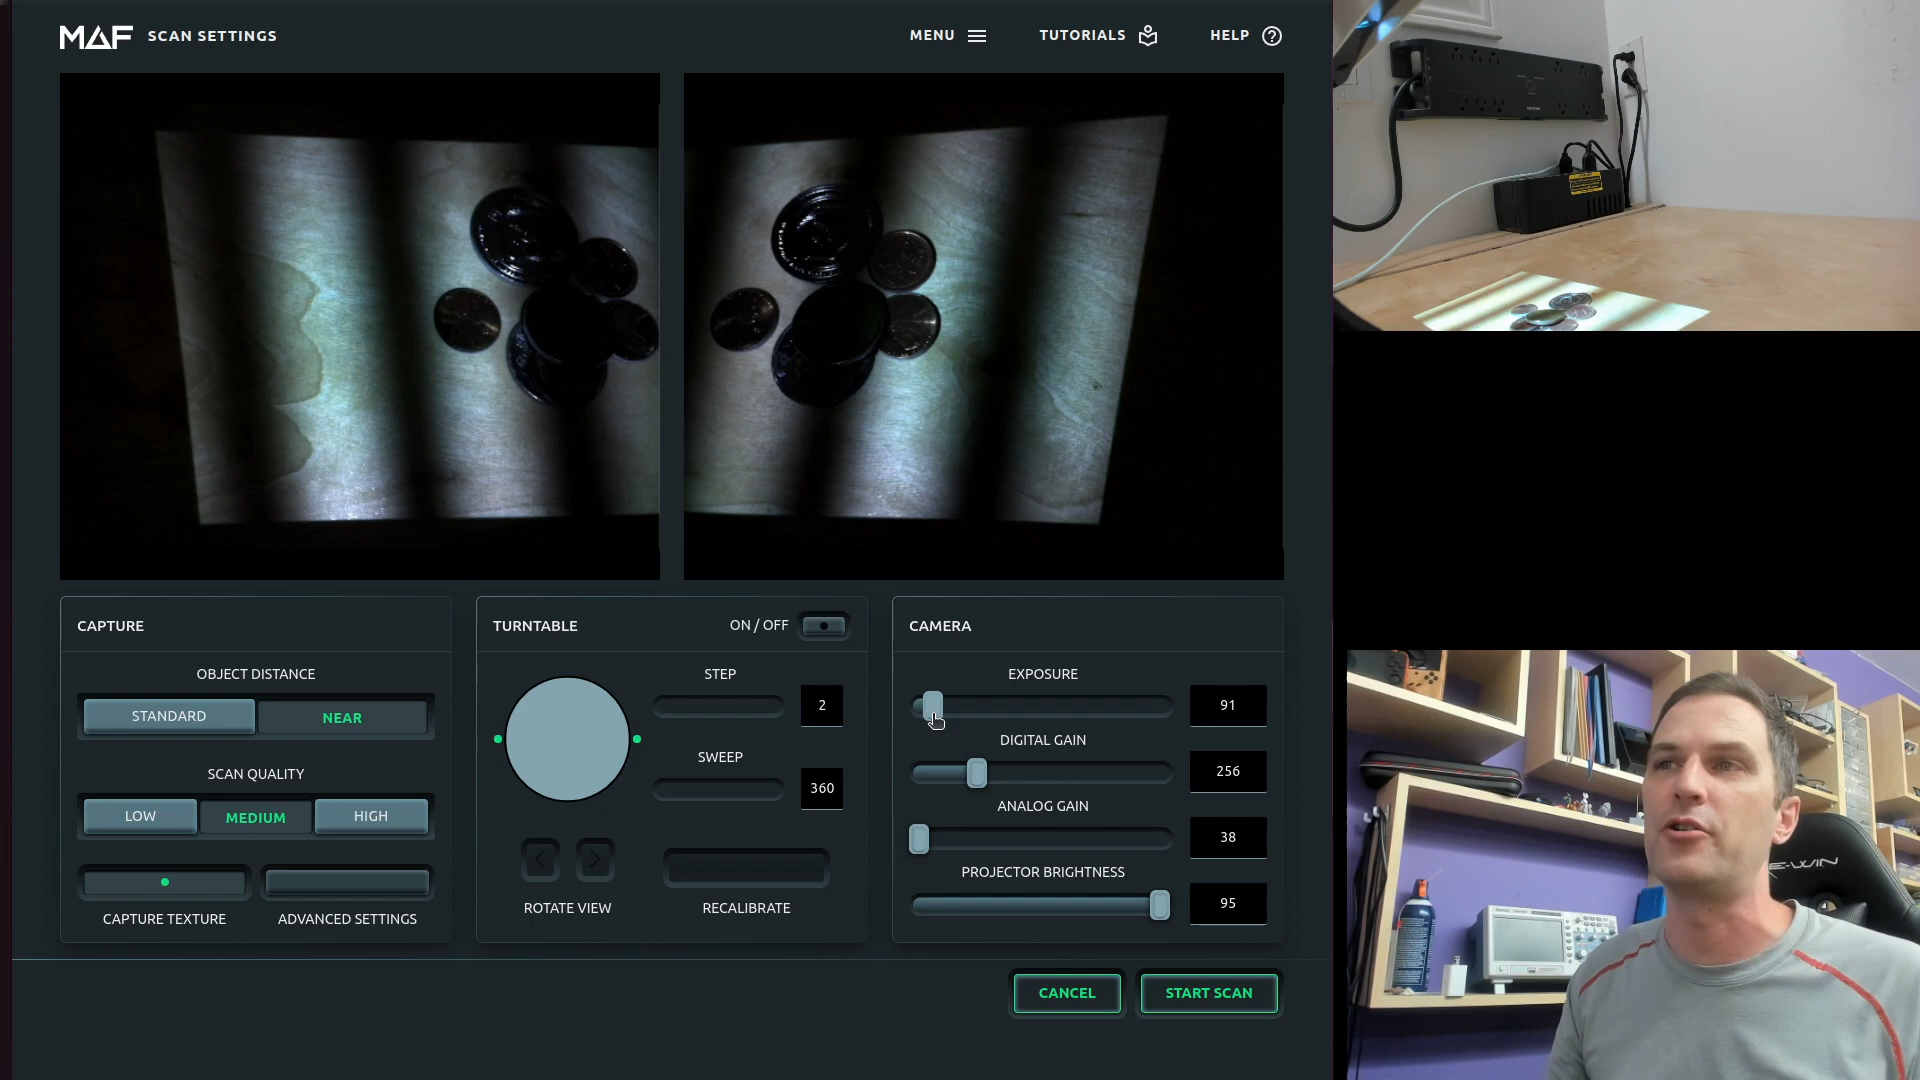 MAF SCAN SETTINGS
MENU
TUTORIALS
HELP
CAPTURE
OBJECT DISTANCE
STANDARD
NEAR
SCAN QUALITY
LOW
MEDIUM
HIGH
CAPTURE TEXTURE
ADVANCED SETTINGS
TURNTABLE
ON / OFF
STEP
2
SWEEP
360
ROTATE VIEW
RECALIBRATE
CAMERA
EXPOSURE
91
DIGITAL GAIN
256
ANALOG GAIN
38
PROJECTOR BRIGHTNESS
95
CANCEL
START SCAN
E-WIN